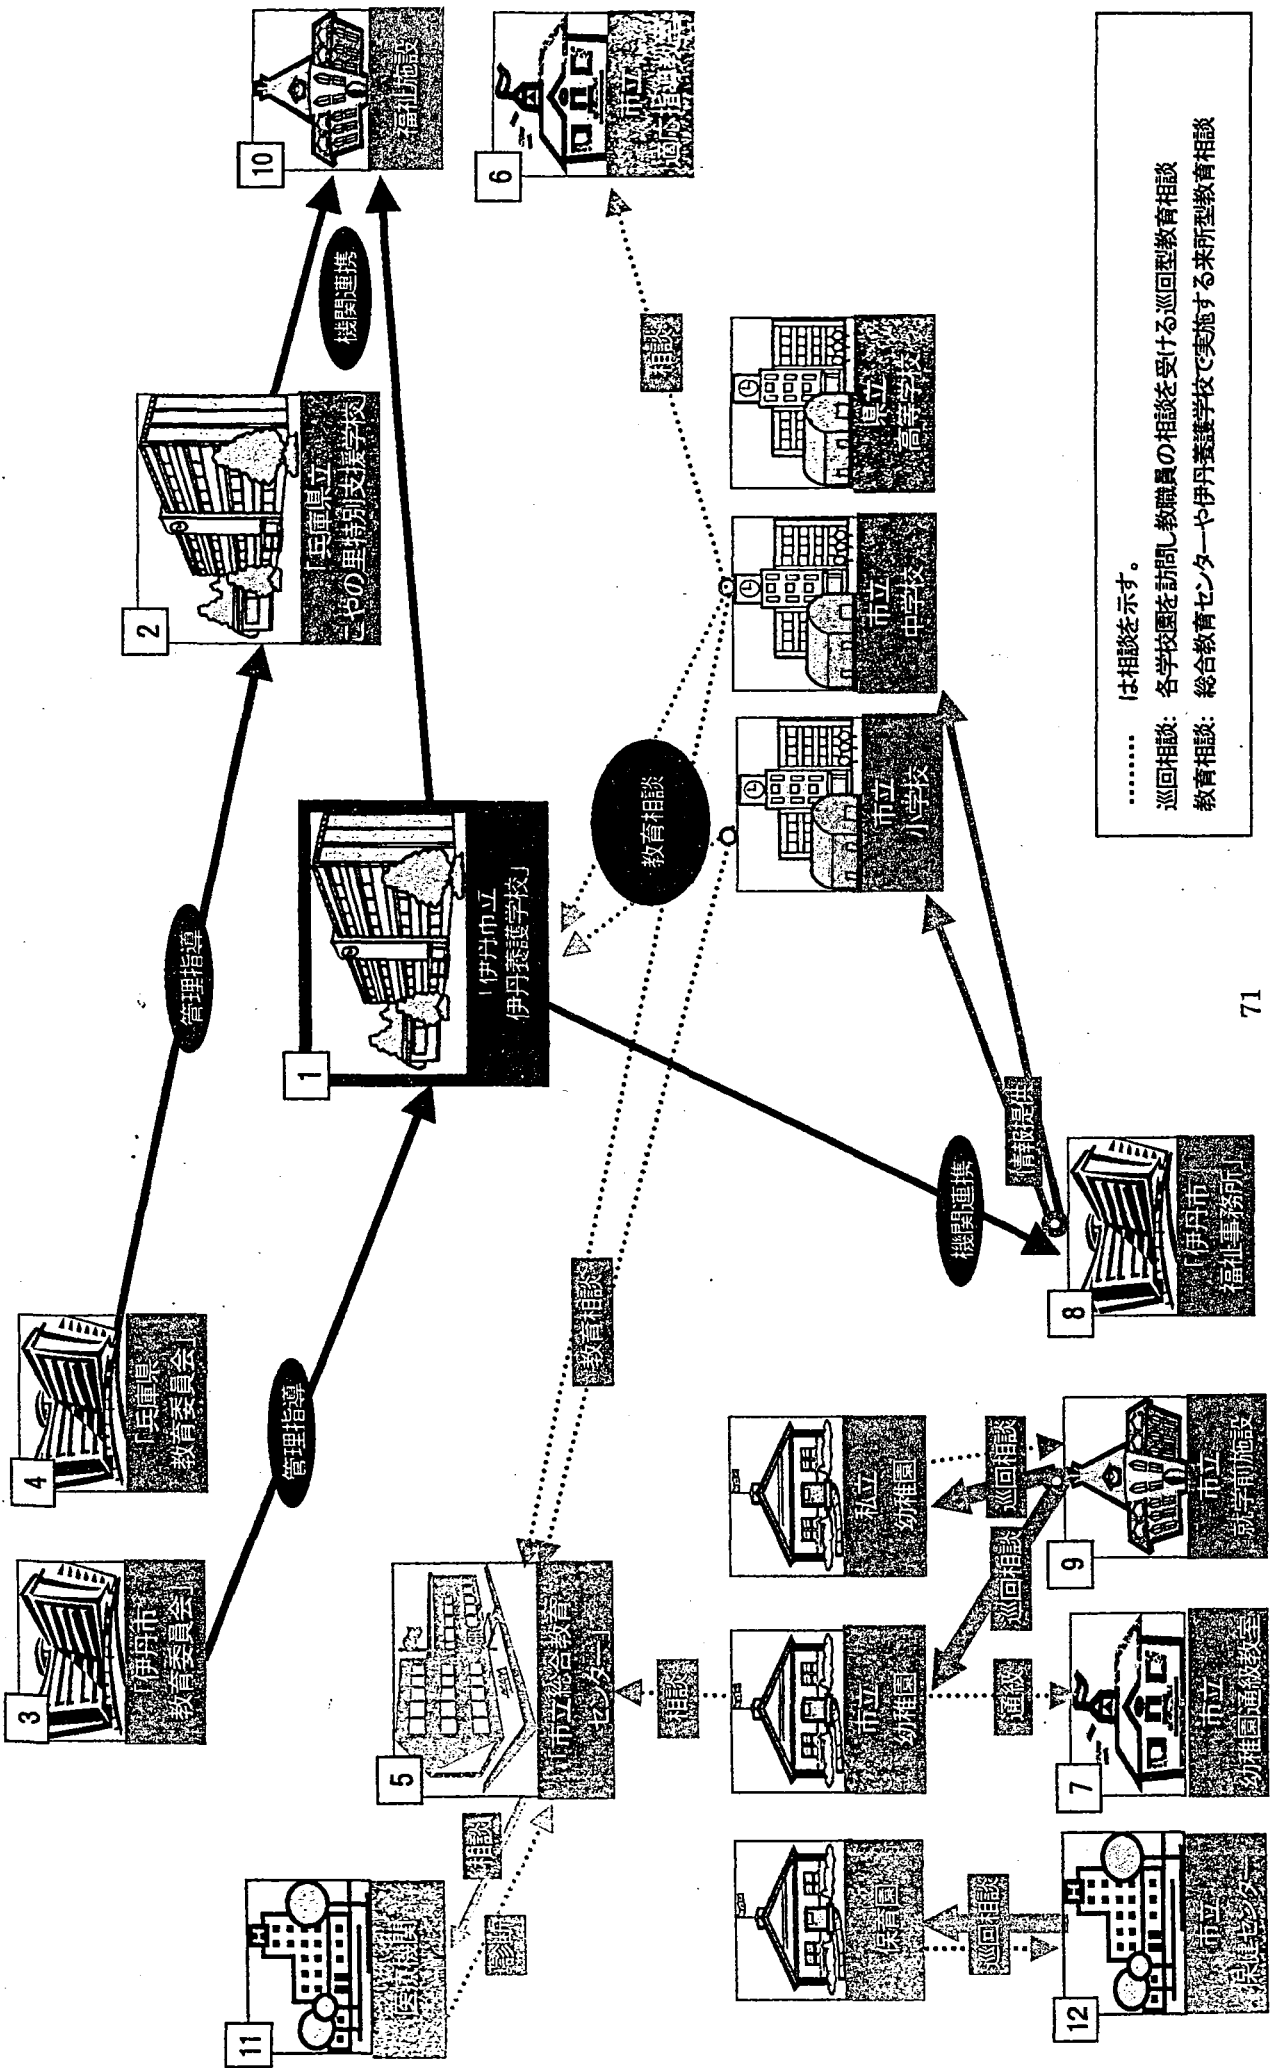 3
「伊丹市
教育委員会」
4
「兵庫県
教育委員会」
管理指導
管理指導
2
「兵庫県立
こやの里特別支援学校」
機関連携
10
福祉施設
1
「伊丹市立
伊丹養護学校」
11
医療機関
相談
診断
5
「市立総合教育
センター」
教育相談
教育相談
相談
6
市立
適応指導教室
相談
保育園
市立
幼稚園
私立
幼稚園
市立
小学校
市立
中学校
県立
高等学校
巡回相談
通級
巡回相談
巡回相談
機関連携
情報提供
12
市立
保健センター
7
市立
幼稚園通級教室
9
市立
就学前施設
8
「伊丹市
福祉事務所」
…… は相談を示す。
巡回相談: 各学校園を訪問し教職員の相談を受ける巡回型教育相談
教育相談: 総合教育センターや伊丹養護学校で実施する来所型教育相談
71